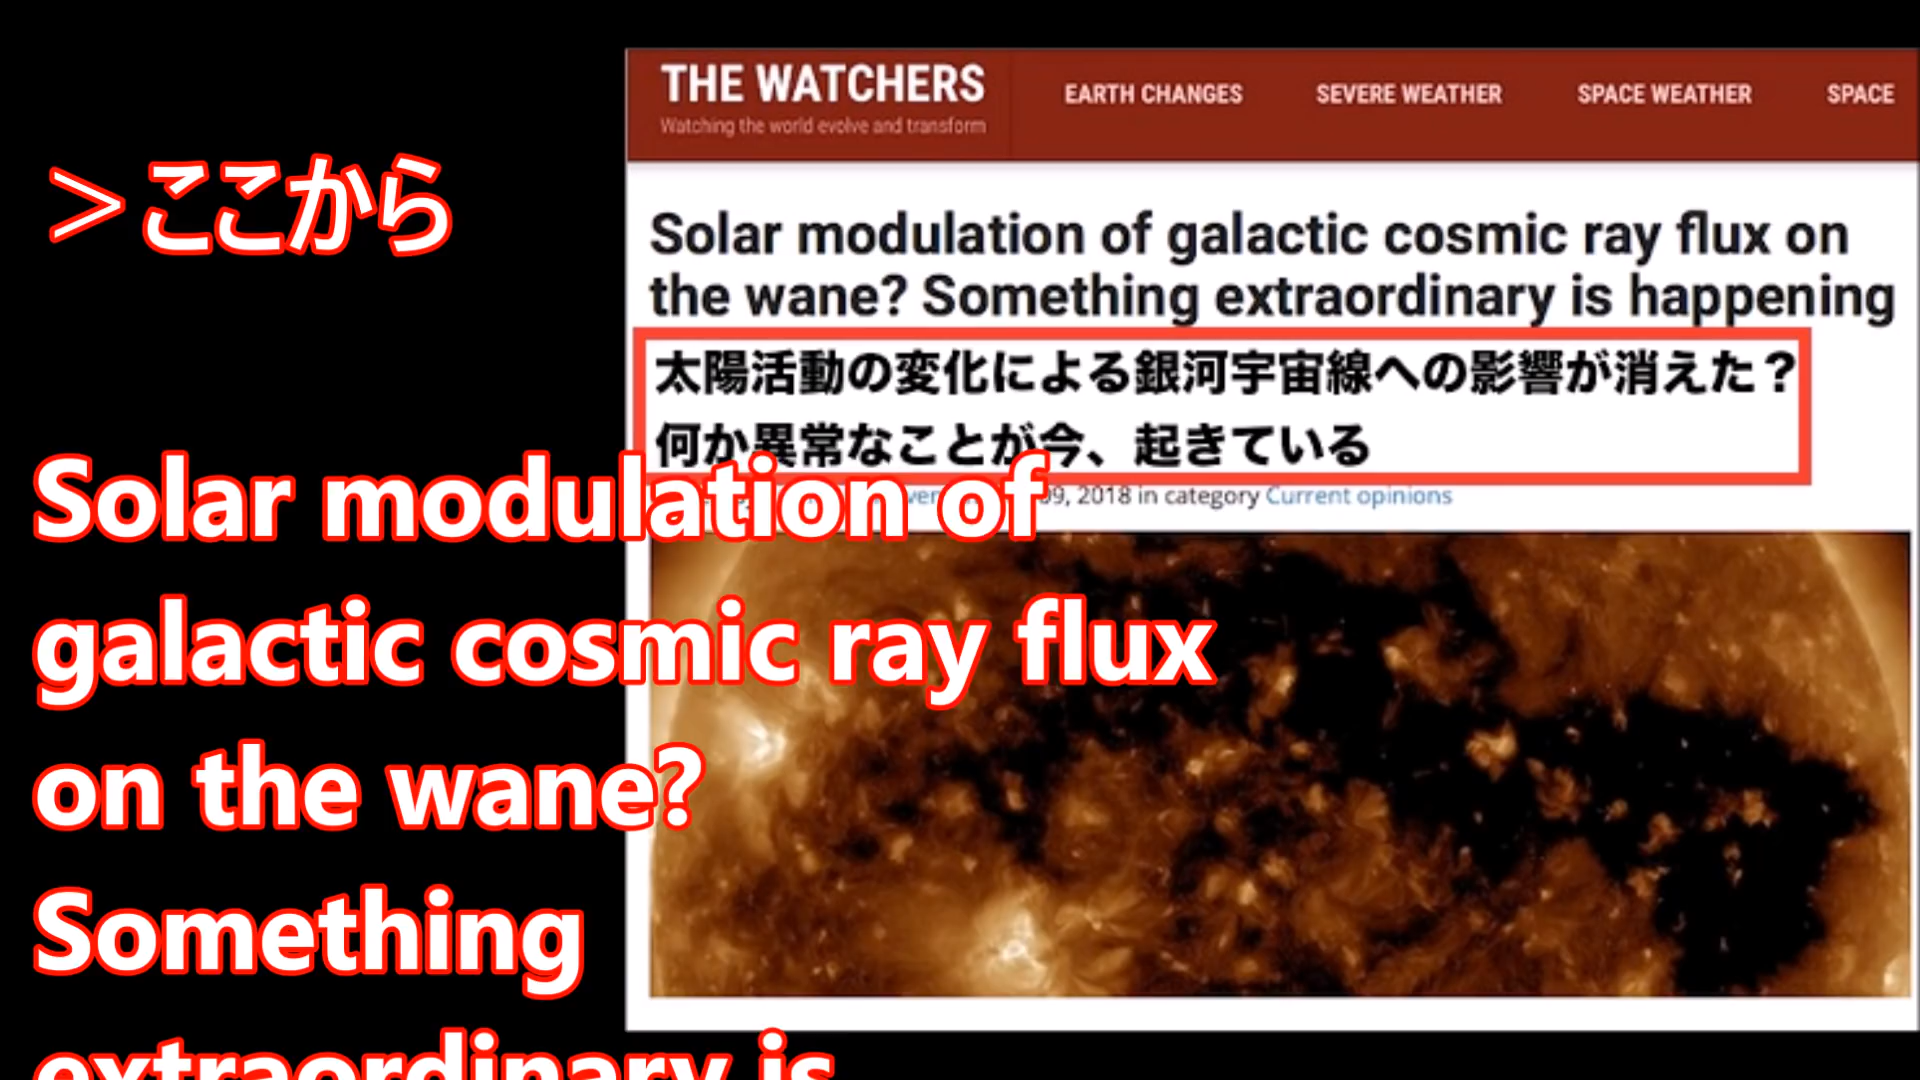 >ここから
Solar modulation of
galactic cosmic ray flux
on the wane?
Something
extraordinary is
THE WATCHERS
Watching the world evolve and transform
EARTH CHANGES
SEVERE WEATHER
SPACE WEATHER
SPACE
Solar modulation of galactic cosmic ray flux on
the wane? Something extraordinary is happening
太陽活動の変化による銀河宇宙線への影響が消えた？
何か異常なことが今、起きている
09, 2018 in category Current opinions